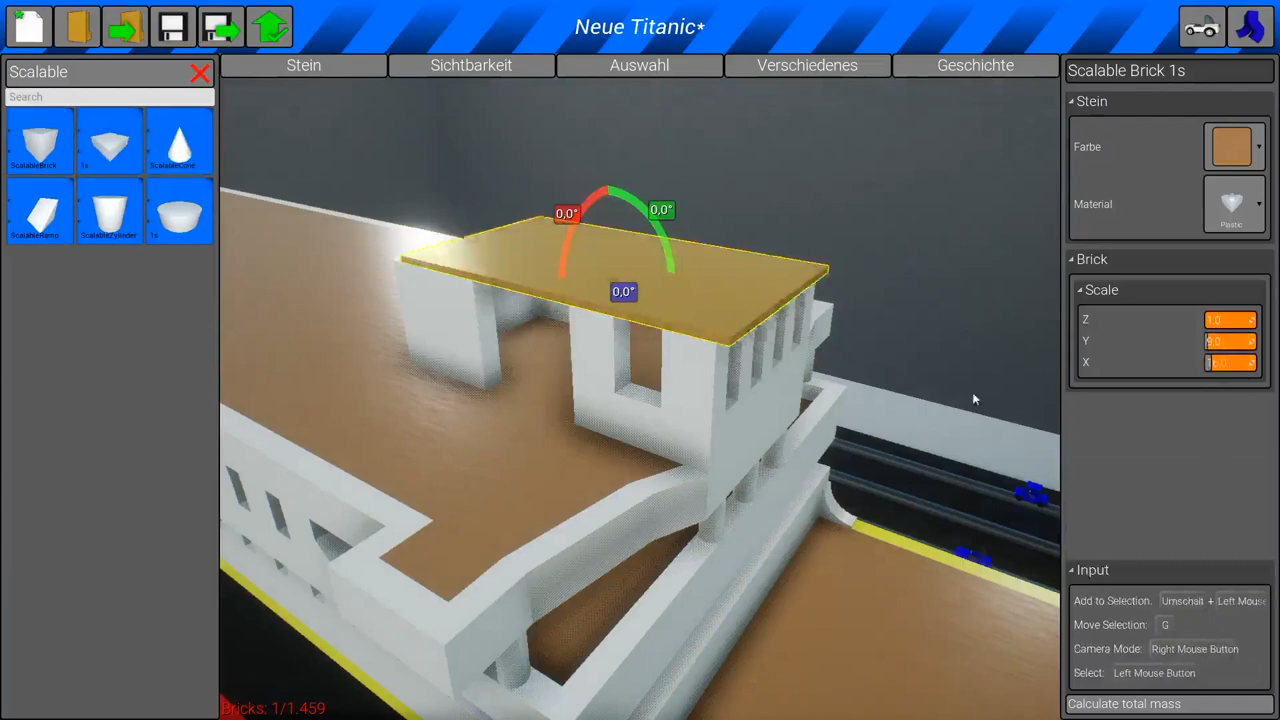 Neue Titanic*
Scalable
Search
ScalableBrick
1s
ScalableCone
ScalableRamp
ScalableZylinder
1s
Stein
Sichtbarkeit
Auswahl
Verschiedenes
Geschichte
0,0°
0,0°
0,0°
Bricks: 1/1.459
Scalable Brick 1s
Stein
Farbe
Material
Plastic
Brick
Scale
Z 1.0
Y 9.0
X
Input
Add to Selection: Umschalt + Left Mouse
Move Selection: G
Camera Mode: Right Mouse Button
Select: Left Mouse Button
Calculate total mass